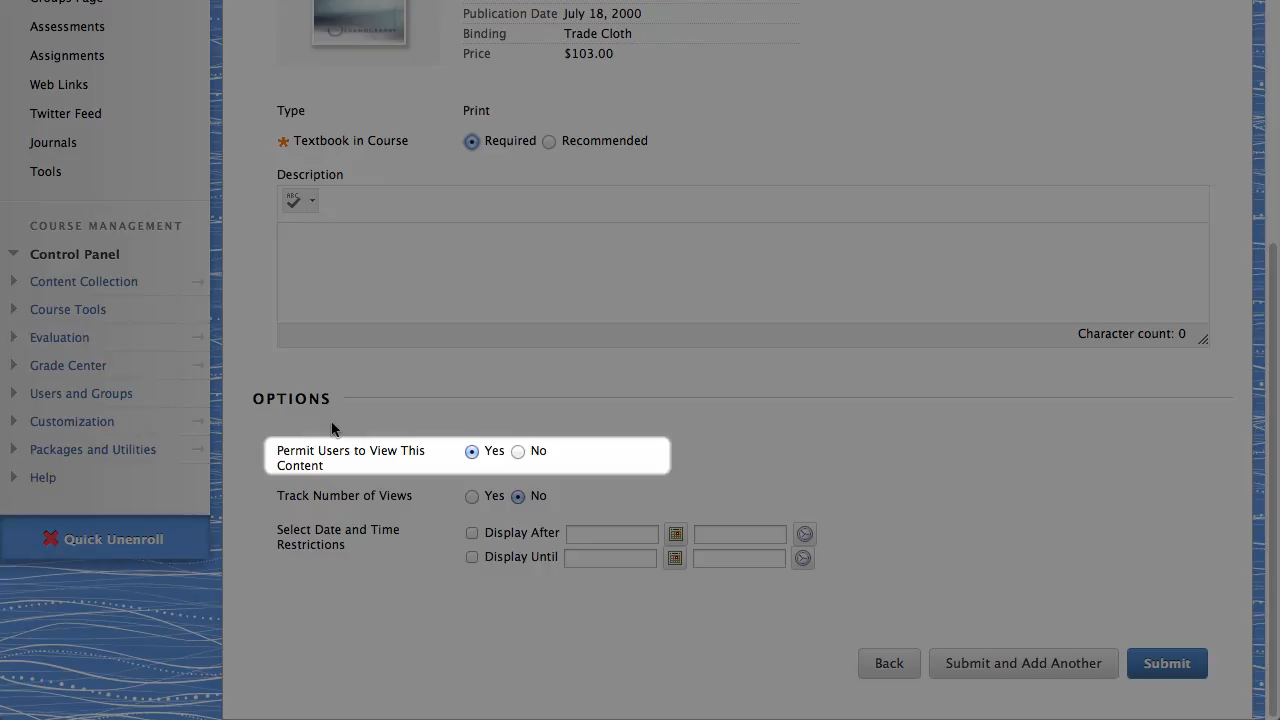 Groups Page
Assessments
Assignments
Web Links
Twitter Feed
Journals
Tools
COURSE MANAGEMENT
Control Panel
Content Collection
Course Tools
Evaluation
Grade Center
Users and Groups
Customization
Packages and Utilities
Help
Quick Unenroll
Publication Date July 18, 2000
Binding Trade Cloth
Price $103.00
Type Print
Textbook in Course Required Recommended
Description
ABC
Character count: 0
OPTIONS
Permit Users to View This
Content
Yes No
Track Number of Views Yes No
Select Date and Time
Restrictions
Display After
Display Until
Back Submit and Add Another Submit